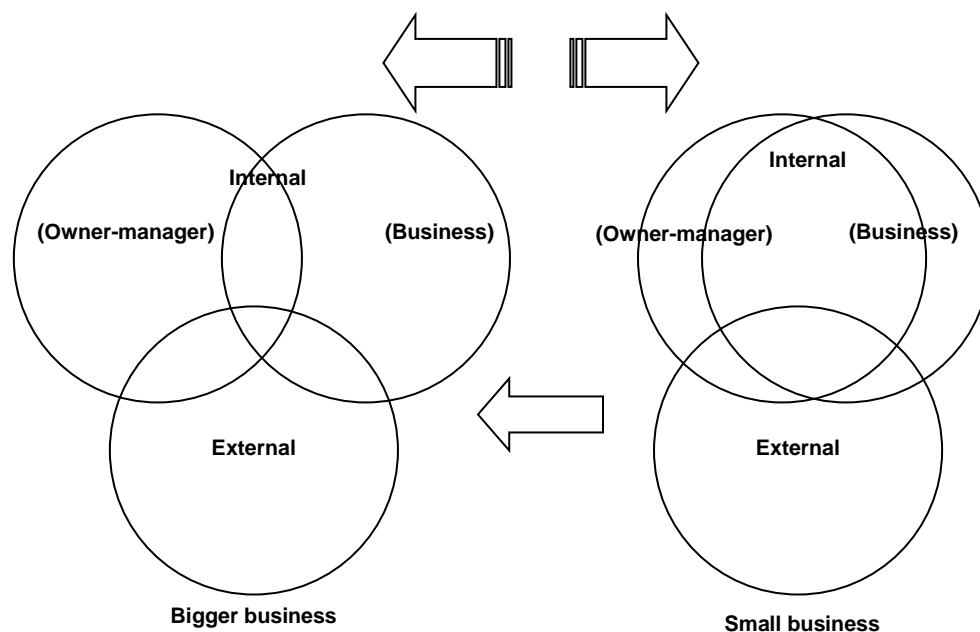 Internal
(Owner-manager)
(Business)
External
Bigger business
Internal
(Owner-manager)
(Business)
External
Small business